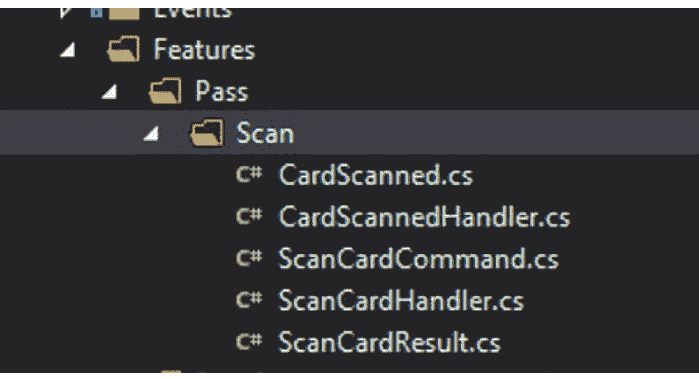 Events
Features
Pass
Scan
C# CardScanned.cs
C# CardScannedHandler.cs
C# ScanCardCommand.cs
C# ScanCardHandler.cs
C# ScanCardResult.cs